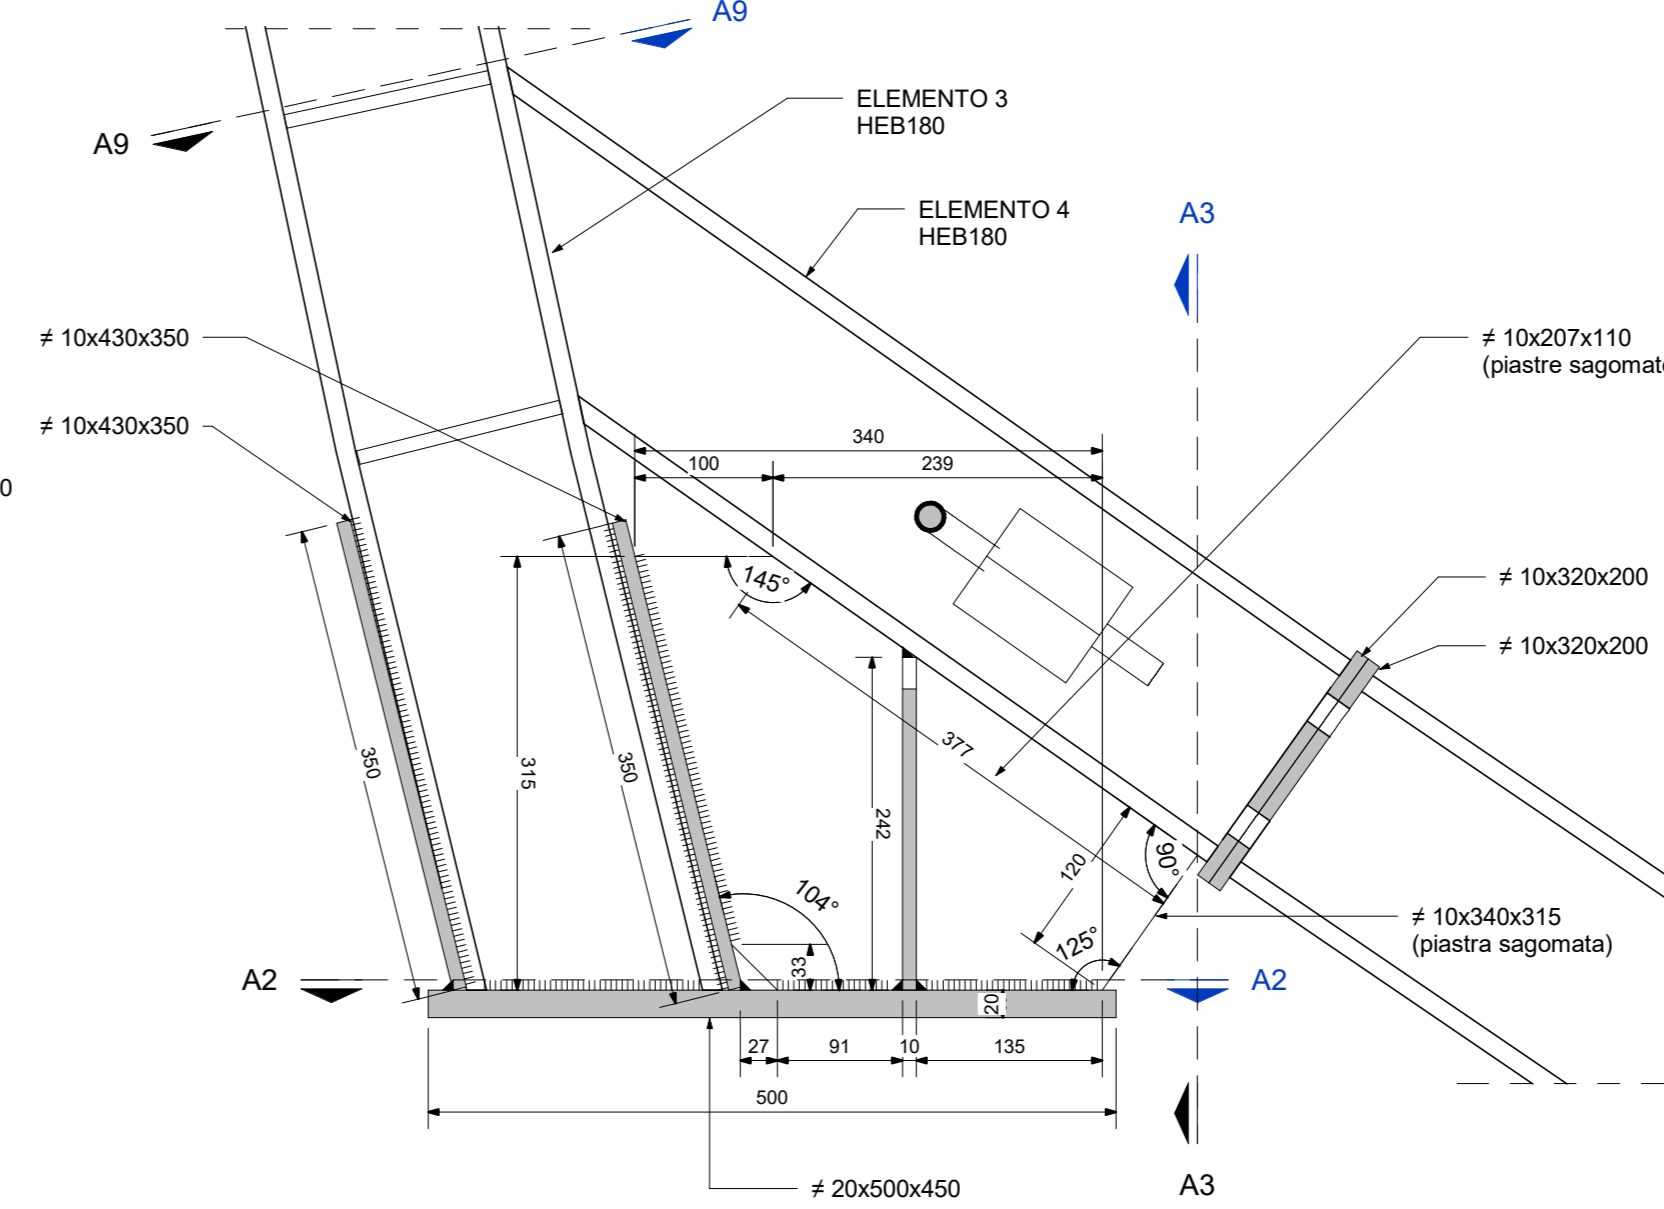 A9
A9
ELEMENTO 3
HEB180
ELEMENTO 4
HEB180
A3
≠ 10x430x350
≠ 10x207x110
(piastre sagomate
≠ 10x430x350
340
100
239
0
145°
≠ 10x320x200
≠ 10x320x200
350
315
350
377
242
120
90°
104°
125°
≠ 10x340x315
(piastra sagomata)
33
A2
A2
20
27
91
10
135
500
≠ 20x500x450
A3